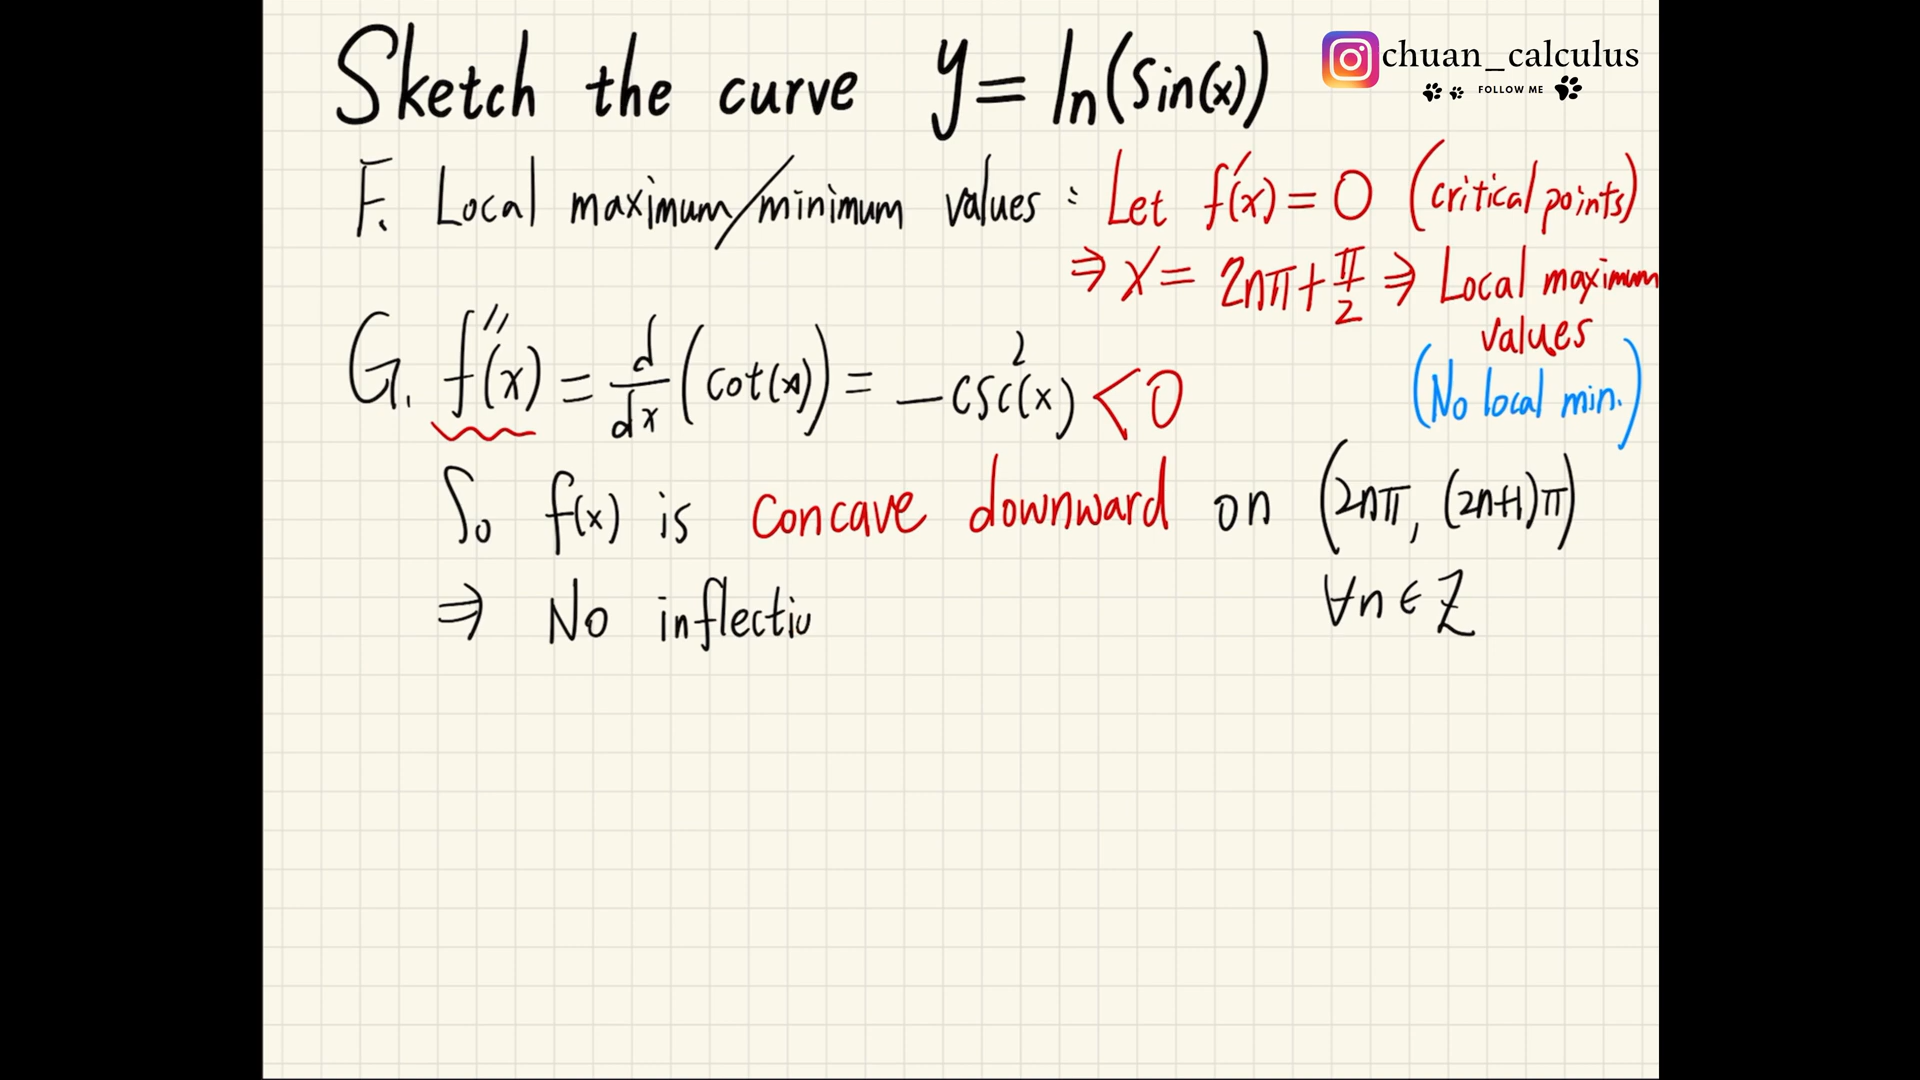 Sketch the curve y = ln(sin(x))
chuan_calculus
FOLLOW ME
F. Local maximum/minimum values : Let f'(x) = 0 (critical points)
⇒ x = 2nπ + π/2 ⇒ Local maximum
values
(No local min.)
G. f''(x) = d/dx (cot(x)) = -csc²(x) < 0
So f(x) is concave downward on (2nπ, (2n+1)π)
∀n ∈ Z
⇒ No inflectiu